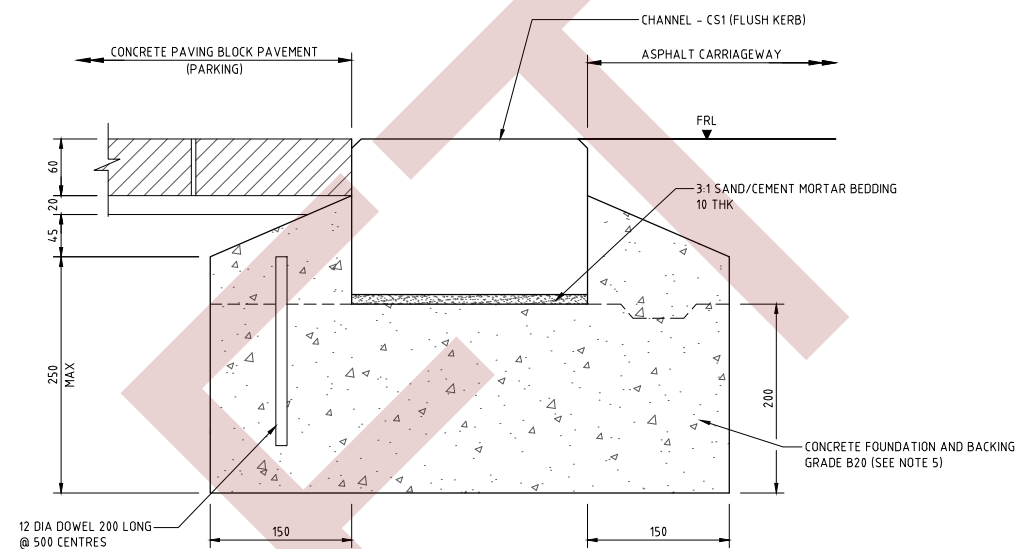 CHANNEL - CS1 (FLUSH KERB)
CONCRETE PAVING BLOCK PAVEMENT
(PARKING)
ASPHALT CARRIAGEWAY
FRL
60
20
45
3:1 SAND/CEMENT MORTAR BEDDING
10 THK
250
MAX
200
CONCRETE FOUNDATION AND BACKING
GRADE B20 (SEE NOTE 5)
12 DIA DOWEL 200 LONG
@ 500 CENTRES
150
150